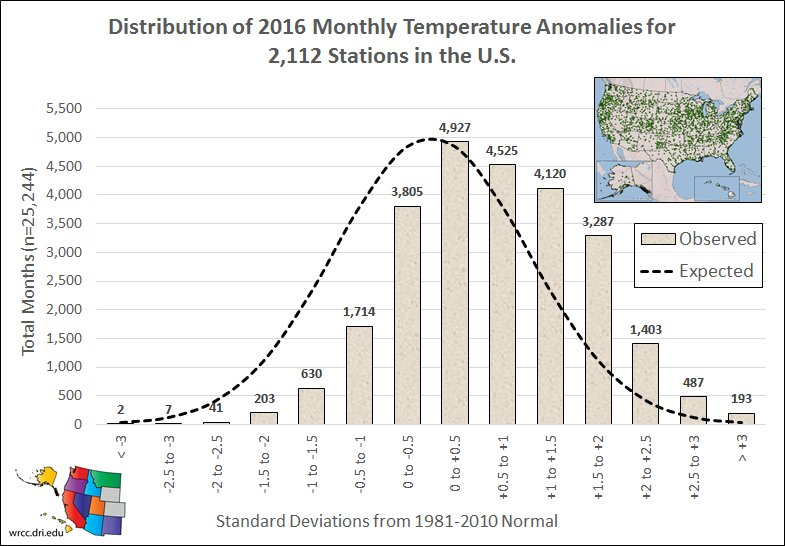 Distribution of 2016 Monthly Temperature Anomalies for
2,112 Stations in the U.S.
Total Months (n=25,244)
5,500
5,000
4,500
4,000
3,500
3,000
2,500
2,000
1,500
1,000
500
0
2
7
41
203
630
1,714
3,805
4,927
4,525
4,120
3,287
1,403
487
193
Observed
Expected
< -3
-2.5 to -3
-2 to -2.5
-1.5 to -2
-1 to -1.5
-0.5 to -1
0 to -0.5
0 to +0.5
+0.5 to +1
+1 to +1.5
+1.5 to +2
+2 to +2.5
+2.5 to +3
> +3
Standard Deviations from 1981-2010 Normal
wrcc.dri.edu